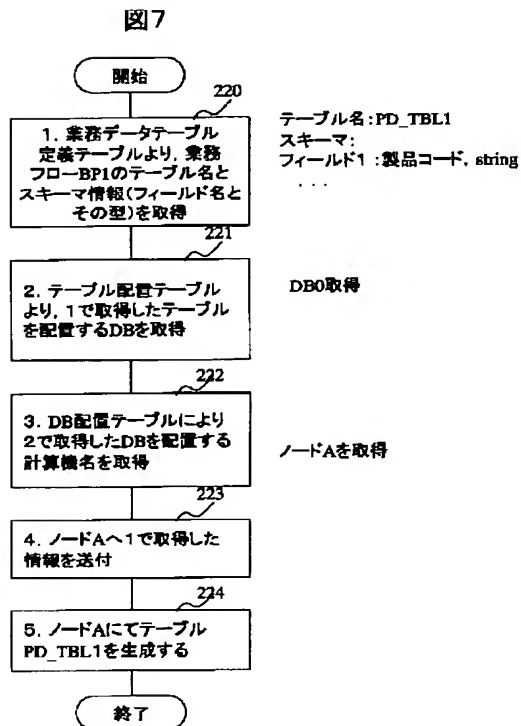 図7
開始
220
1. 業務データテーブル
定義テーブルより, 業務
フローBP1のテーブル名と
スキーマ情報(フィールド名と
その型)を取得
テーブル名:PD_TBL1
スキーマ:
フィールド1 :製品コード, string
. . .
221
2. テーブル配置テーブル
より, 1で取得したテーブル
を配置するDBを取得
DB0取得
222
3. DB配置テーブルにより
2で取得したDBを配置する
計算機名を取得
ノードAを取得
223
4. ノードAへ1で取得した
情報を送付
224
5. ノードAにてテーブル
PD_TBL1を生成する
終了